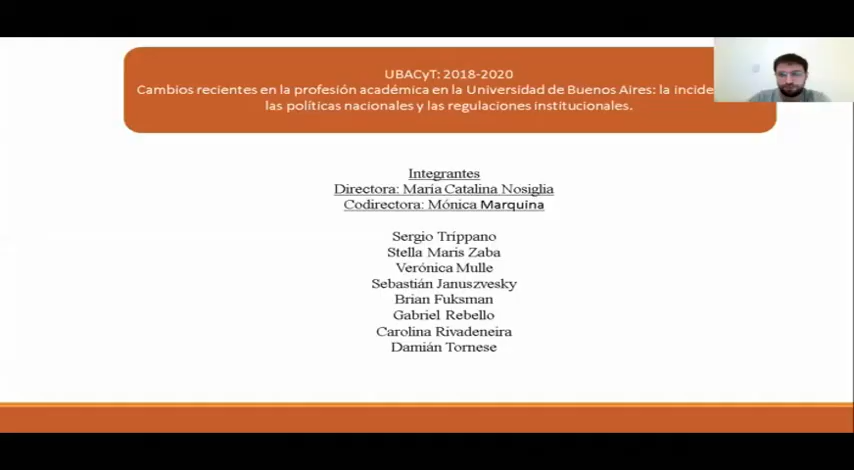 UBACyT: 2018-2020
Cambios recientes en la profesión académica en la Universidad de Buenos Aires: la
las políticas nacionales y las regulaciones institucionales.
Integrantes
Directora: María Catalina Nosiglia
Codirectora: Mónica Marquina
Sergio Tríppano
Stella Maris Zaba
Verónica Mulle
Sebastián Januszvesky
Brian Fuksman
Gabriel Rebello
Carolina Rivadeneira
Damián Tornese